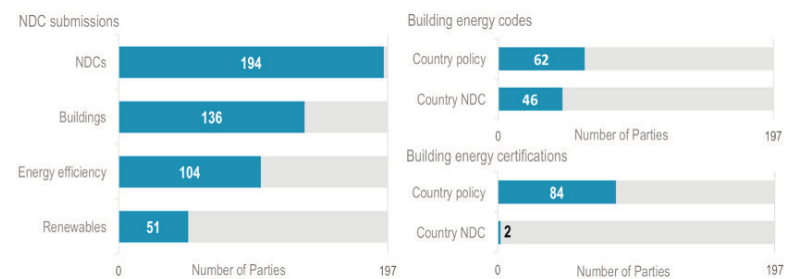 NDC submissions
NDCs 194
Buildings 136
Energy efficiency 104
Renewables 51
0 Number of Parties 197
Building energy codes
Country policy 62
Country NDC 46
0 Number of Parties 197
Building energy certifications
Country policy 84
Country NDC 2
0 Number of Parties 197